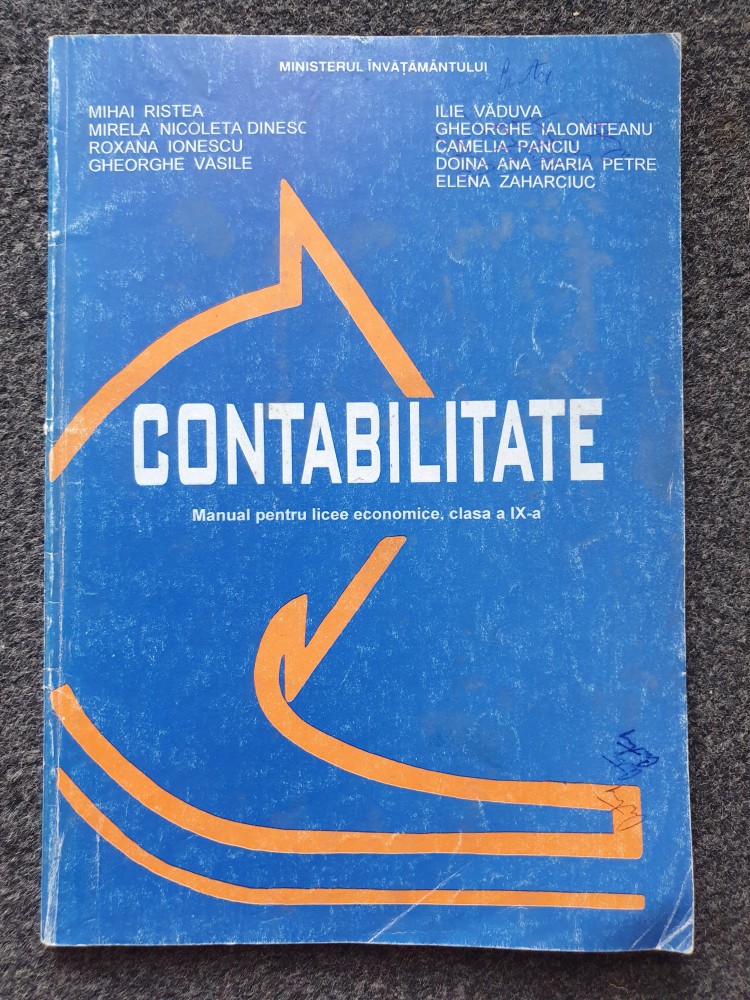 MINISTERUL ÎNVĂȚĂMÂNTULUI
MIHAI RISTEA
MIRELA NICOLETA DINESC
ROXANA IONESCU
GHEORGHE VASILE
ILIE VĂDUVA
GHEORGHE IALOMIȚEANU
CAMELIA PANCIU
DOINA ANA MARIA PETRE
ELENA ZAHARCIUC
CONTABILITATE
Manual pentru licee economice, clasa a IX-a